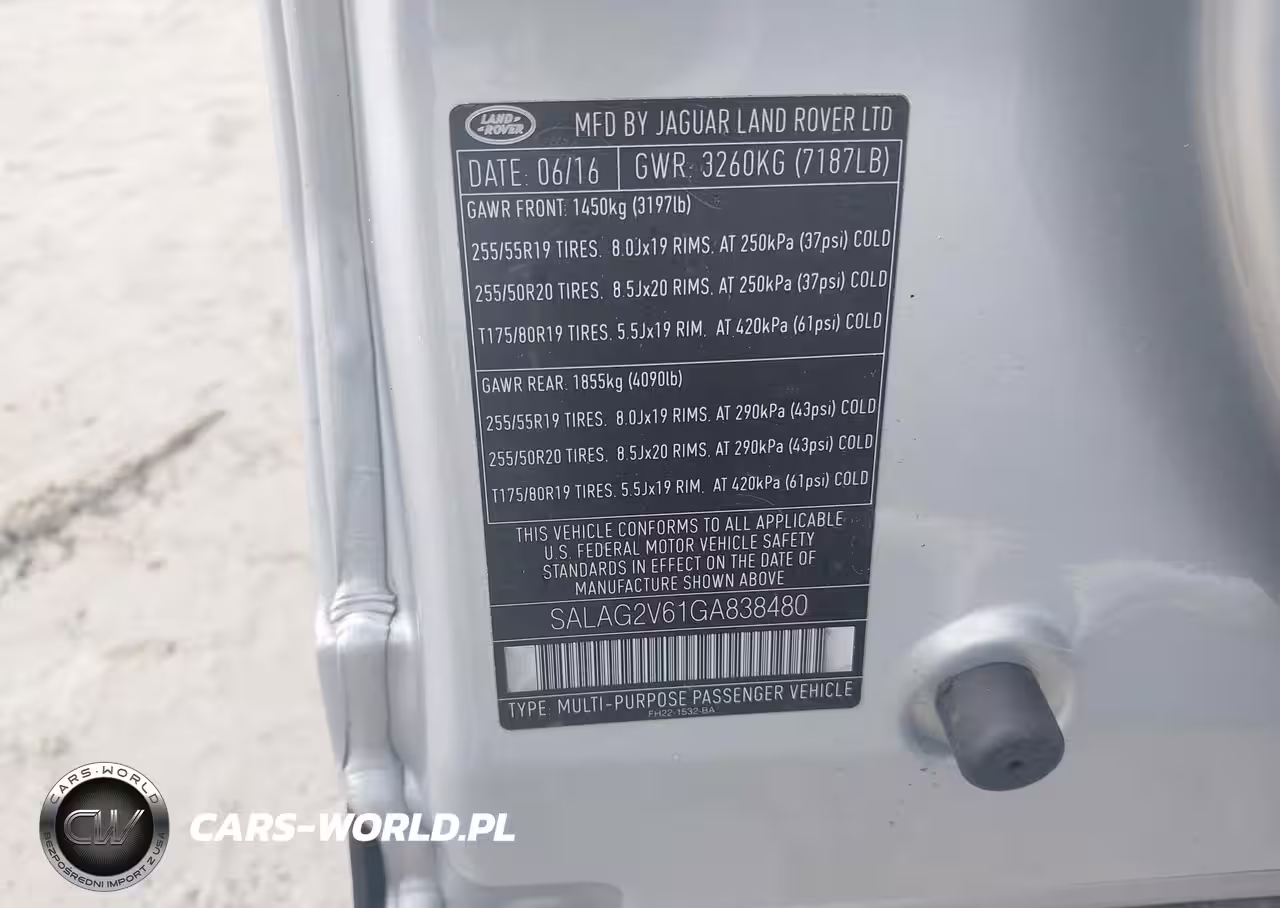 LAND ROVER
MFD BY JAGUAR LAND ROVER LTD
DATE: 06/16 GWR: 3260KG (7187LB)
GAWR FRONT: 1450kg (3197lb)
255/55R19 TIRES. 8.0Jx19 RIMS. AT 250kPa (37psi) COLD
255/50R20 TIRES. 8.5Jx20 RIMS. AT 250kPa (37psi) COLD
T175/80R19 TIRES. 5.5Jx19 RIM. AT 420kPa (61psi) COLD
GAWR REAR: 1855kg (4090lb)
255/55R19 TIRES. 8.0Jx19 RIMS. AT 290kPa (43psi) COLD
255/50R20 TIRES. 8.5Jx20 RIMS. AT 290kPa (43psi) COLD
T175/80R19 TIRES. 5.5Jx19 RIM. AT 420kPa (61psi) COLD
THIS VEHICLE CONFORMS TO ALL APPLICABLE
U.S. FEDERAL MOTOR VEHICLE SAFETY
STANDARDS IN EFFECT ON THE DATE OF
MANUFACTURE SHOWN ABOVE
SALAG2V61GA838480
TYPE: MULTI-PURPOSE PASSENGER VEHICLE
FH22-1532-BA
CARS-WORLD
CW
BEZPOŚREDNI IMPORT Z USA
CARS-WORLD.PL